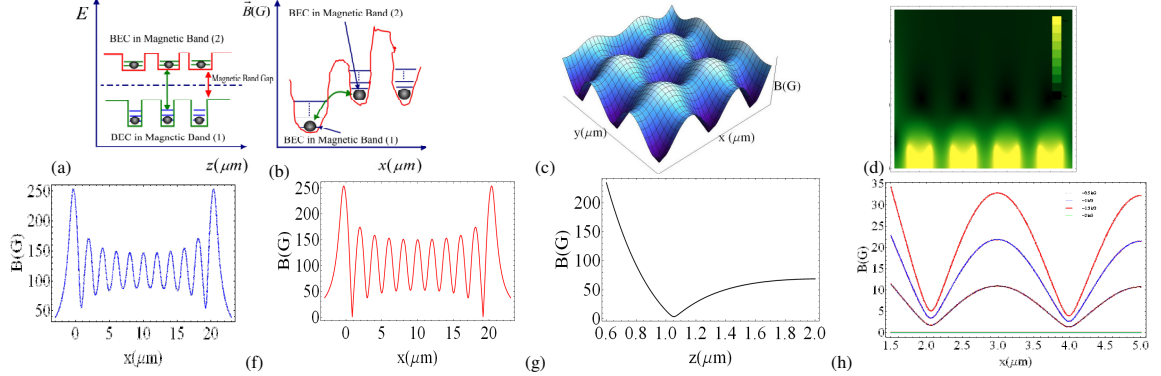 E
BEC in Magnetic Band (2)
Magnetic Band Gap
BEC in Magnetic Band (1)
z(μm)
(a)
B(G)
BEC in Magnetic Band (2)
BEC in Magnetic Band (1)
x(μm)
(b)
B(G)
y(μm)
x (μm)
(c)
(d)
250
200
150
100
50
B(G)
0 5 10 15 20
x(μm)
(f)
250
200
150
100
50
0
B(G)
0 5 10 15 20
x(μm)
(g)
200
150
100
50
0
B(G)
0.6 0.8 1.0 1.2 1.4 1.6 1.8 2.0
z(μm)
(h)
35
30
25
20
15
10
5
0
B(G)
1.5 2.0 2.5 3.0 3.5 4.0 4.5 5.0
x(μm)